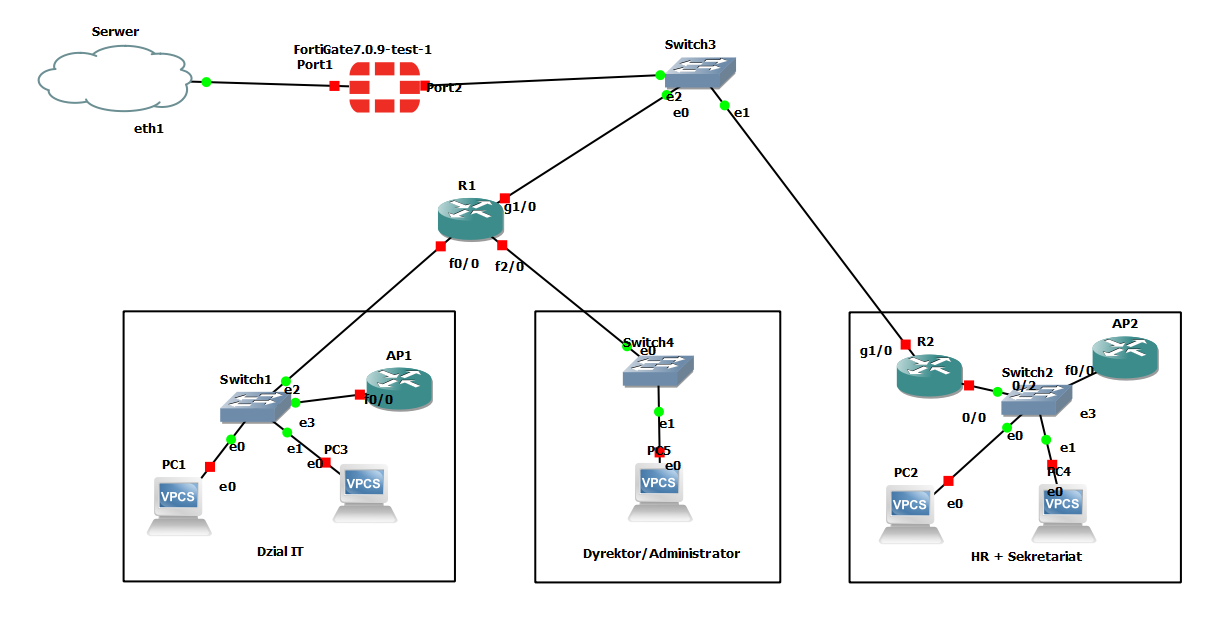 Serwer
eth1
FortiGate7.0.9-test-1
Port1
Port2
Switch3
e2
e0
e1
R1
g1/0
f0/0
f2/0
Switch1
e2
AP1
f0/0
e3
e0
e1
PC1
e0
PC3
e0
VPCS
VPCS
Dzial IT
Switch4
e0
e1
PC5
e0
VPCS
Dyrektor/Administrator
g1/0
R2
AP2
Switch2
f0/0
0/2
0/0
e3
e0
e1
PC2
e0
PC4
e0
VPCS
VPCS
HR + Sekretariat